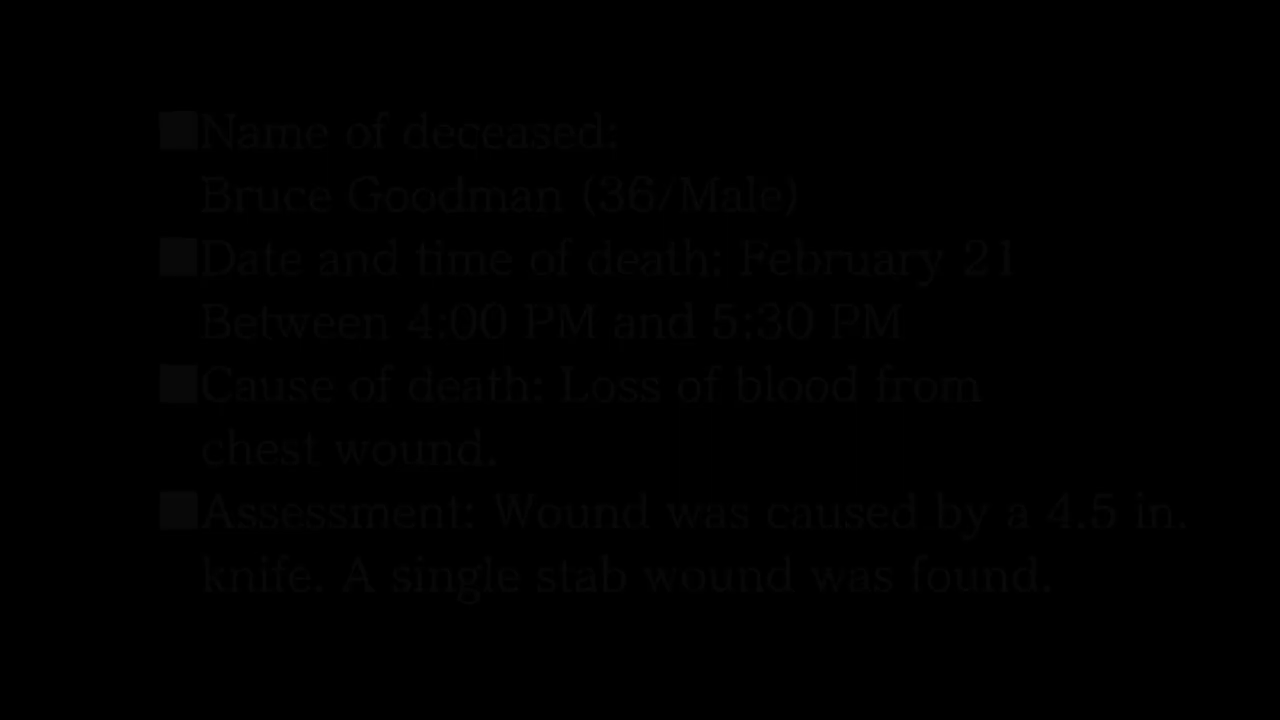 ■Name of deceased:
Bruce Goodman (36/Male)
■Date and time of death: February 21
Between 4:00 PM and 5:30 PM
■Cause of death: Loss of blood from
chest wound.
■Assessment: Wound was caused by a 4.5 in.
knife. A single stab wound was found.